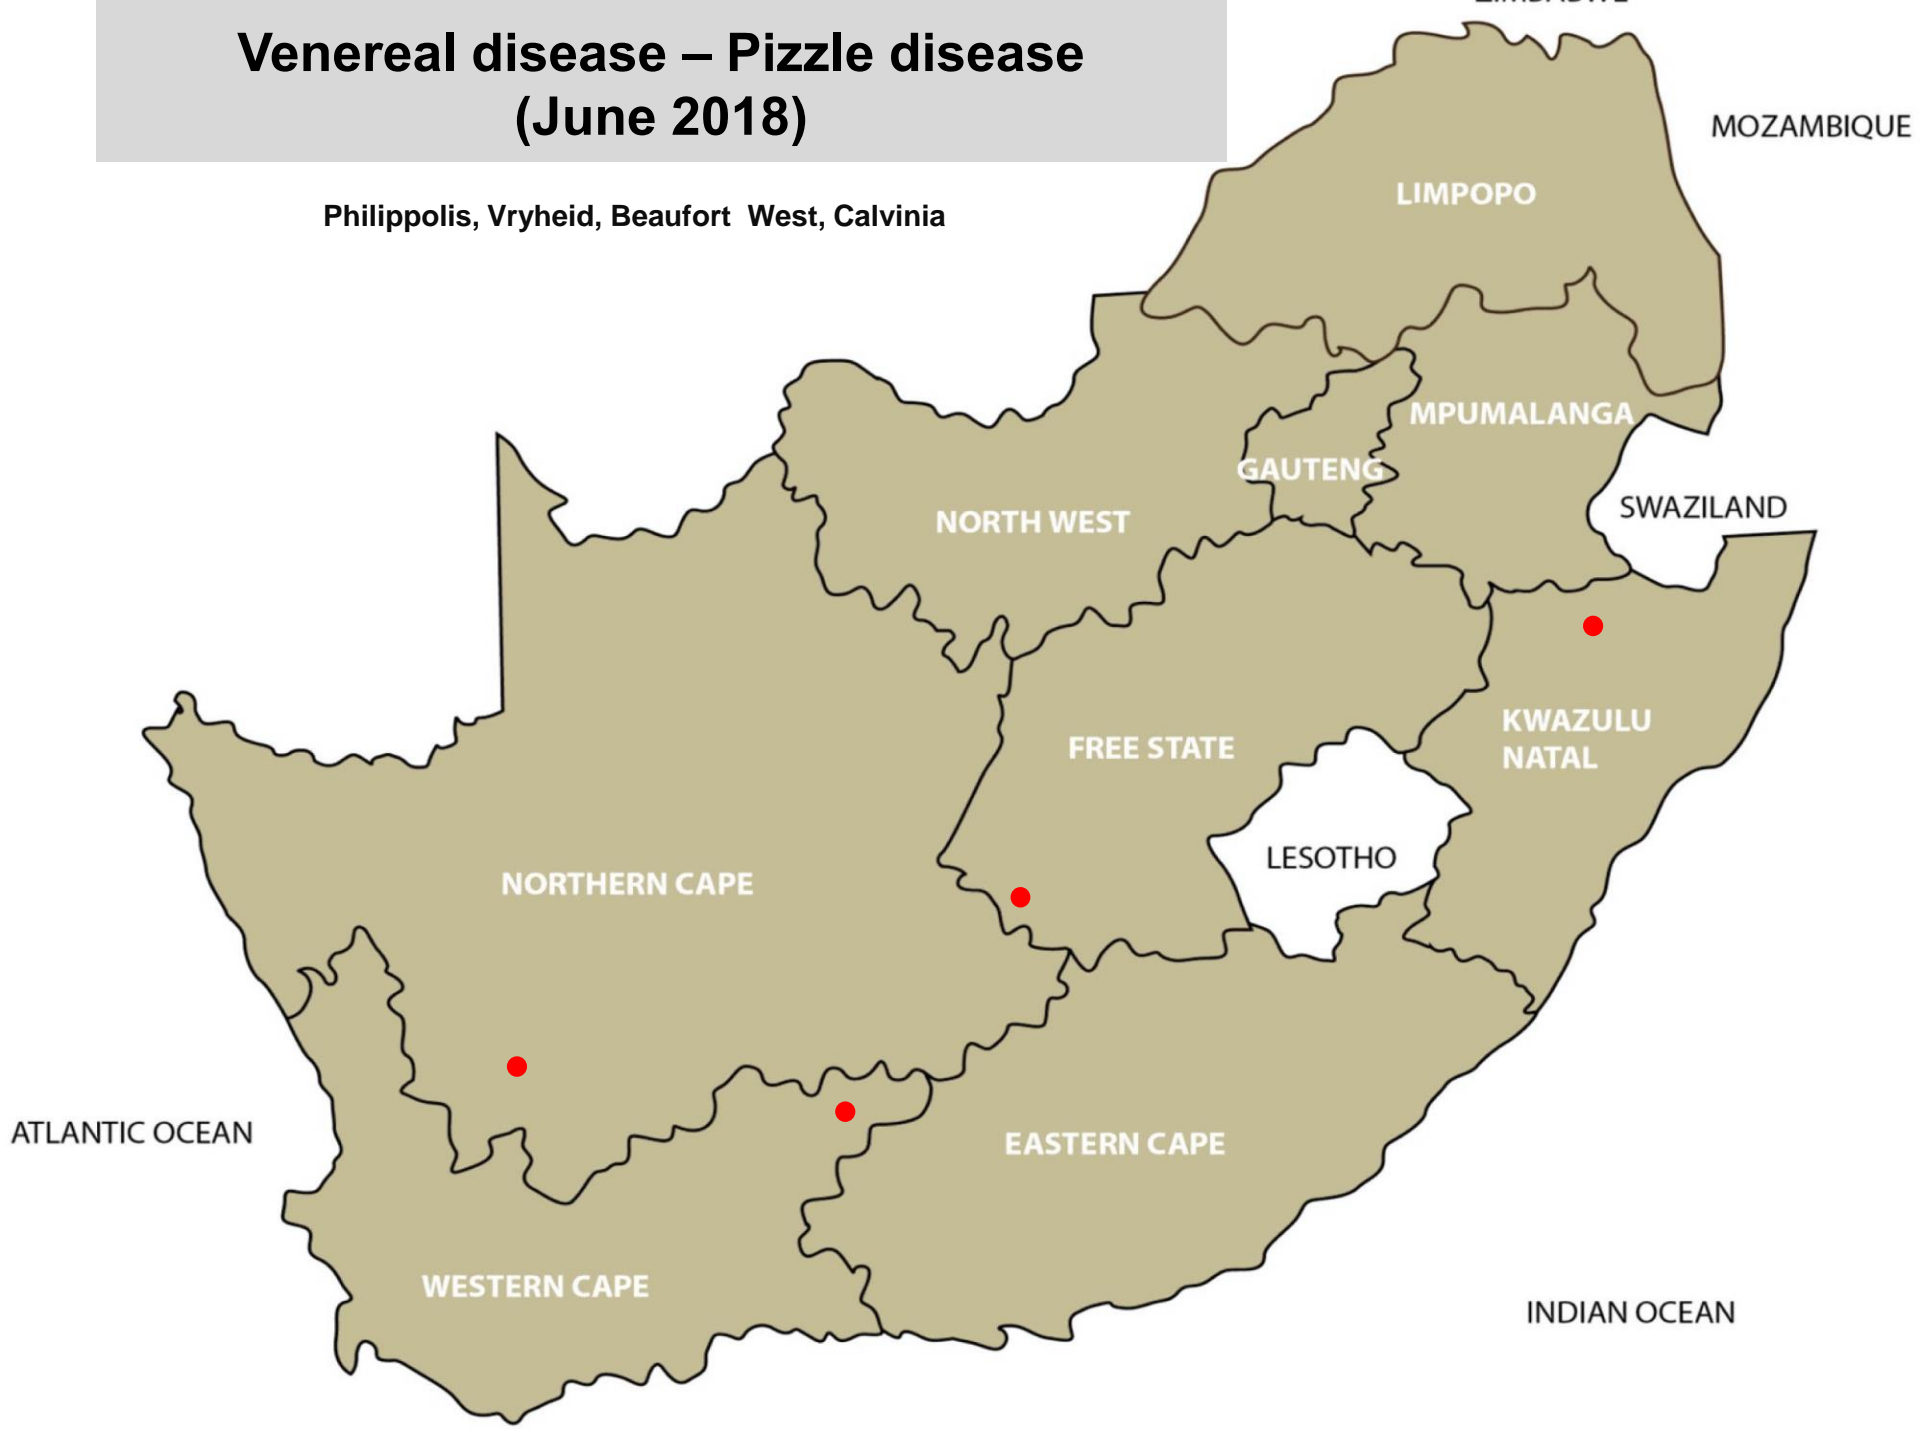 Venereal disease – Pizzle disease
(June 2018)
Philippolis, Vryheid, Beaufort West, Calvinia
MOZAMBIQUE
LIMPOPO
MPUMALANGA
GAUTENG
SWAZILAND
NORTH WEST
KWAZULU
NATAL
FREE STATE
LESOTHO
NORTHERN CAPE
ATLANTIC OCEAN
EASTERN CAPE
WESTERN CAPE
INDIAN OCEAN